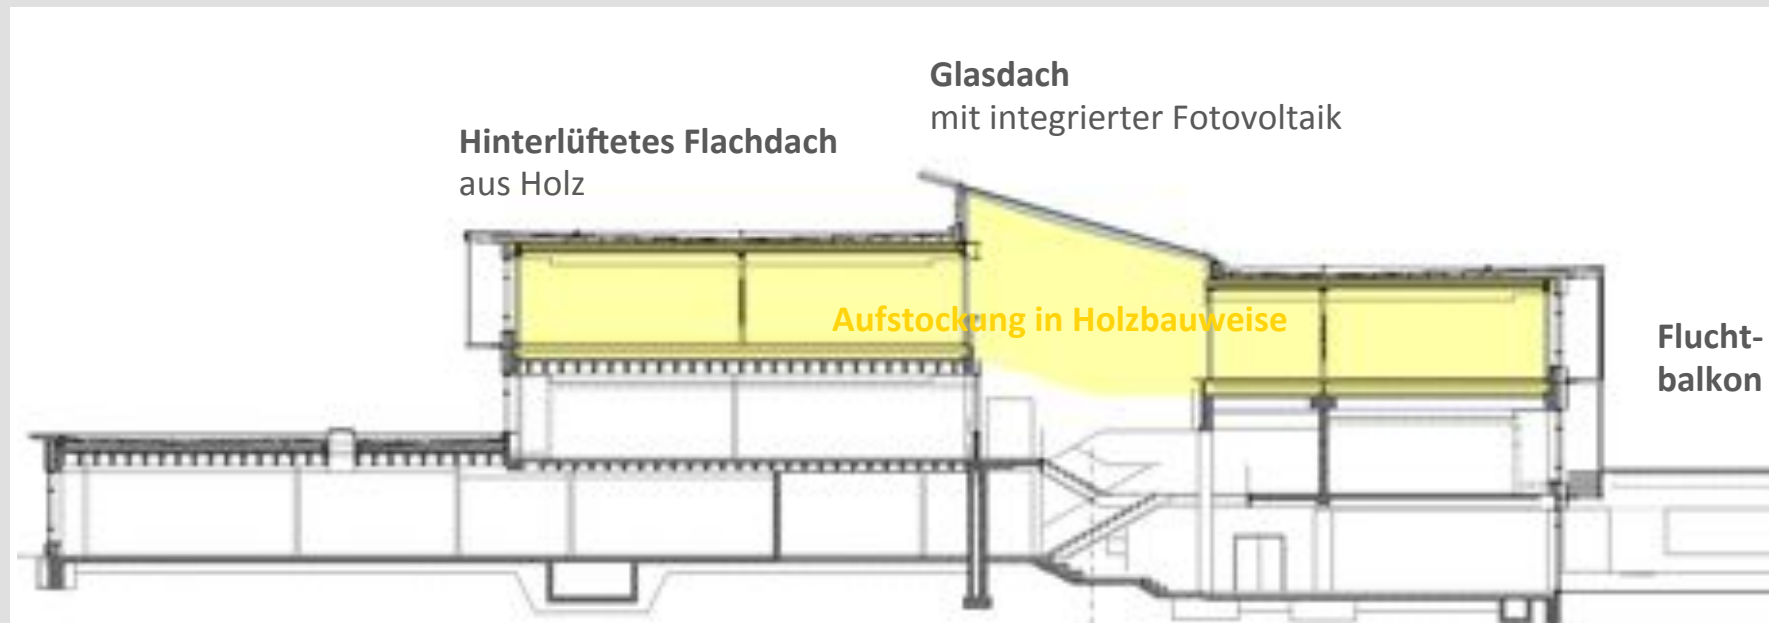 Glasdach
mit integrierter Fotovoltaik
Hinterlüftetes Flachdach
aus Holz
Aufstockung in Holzbauweise
Flucht-
balkon